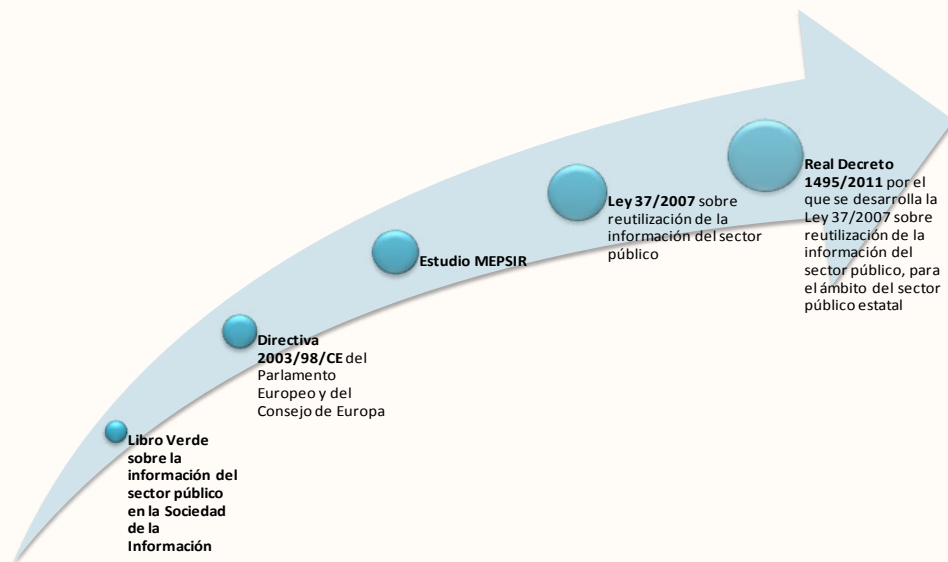 Libro Verde
sobre la
información del
sector público
en la Sociedad
de la
Información
Directiva
2003/98/CE del
Parlamento
Europeo y del
Consejo de Europa
Estudio MEPSIR
Ley 37/2007 sobre
reutilización de la
información del sector
público
Real Decreto
1495/2011 por el
que se desarrolla la
Ley 37/2007 sobre
reutilización de la
información del
sector público, para
el ámbito del sector
público estatal